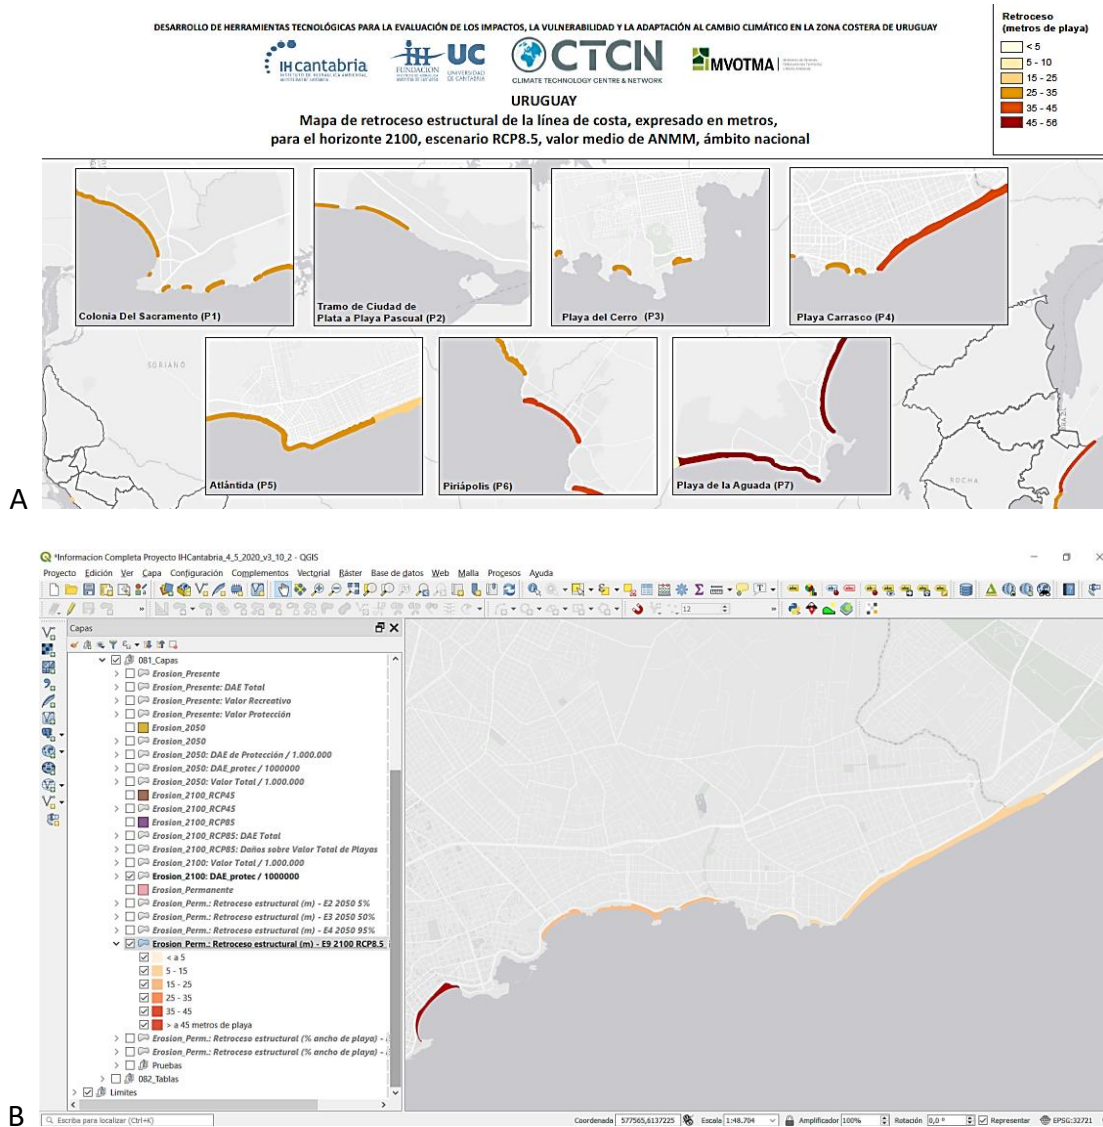 DESARROLLO DE HERRAMIENTAS TECNOLÓGICAS PARA LA EVALUACIÓN DE LOS IMPACTOS, LA VULNERABILIDAD Y LA ADAPTACIÓN AL CAMBIO CLIMÁTICO EN LA ZONA COSTERA DE URUGUAY
IHcantabria
INSTITUTO DE HIDRÁULICA AMBIENTAL
IH UC
FUNDACIÓN
UNIVERSIDAD
DE CANTABRIA
CTCN
CLIMATE TECHNOLOGY CENTRE & NETWORK
MVOTMA
URUGUAY
Mapa de retroceso estructural de la línea de costa, expresado en metros,
para el horizonte 2100, escenario RCP8.5, valor medio de ANMM, ámbito nacional
Retroceso
(metros de playa)
< 5
5 - 10
15 - 25
25 - 35
35 - 45
45 - 56
Colonia Del Sacramento (P1)
Tramo de Ciudad de
Plata a Playa Pascual (P2)
Playa del Cerro (P3)
Playa Carrasco (P4)
SORIANO
Atlántida (P5)
Piriápolis (P6)
Playa de la Aguada (P7)
ROCHA
A
*Informacion Completa Proyecto IHCantabria_4_5_2020_v3_10_2 - QGIS
Proyecto Edición Ver Capa Configuración Complementos Vectorial Ráster Base de datos Web Malla Procesos Ayuda
12
Capas
081_Capas
Erosion_Presente
Erosion_Presente: DAE Total
Erosion_Presente: Valor Recreativo
Erosion_Presente: Valor Protección
Erosion_2050
Erosion_2050
Erosion_2050: DAE de Protección / 1.000.000
Erosion_2050: DAE_protec / 1000000
Erosion_2050: Valor Total / 1.000.000
Erosion_2100_RCP45
Erosion_2100_RCP45
Erosion_2100_RCP85
Erosion_2100_RCP85: DAE Total
Erosion_2100_RCP85: Daños sobre Valor Total de Playas
Erosion_2100: Valor Total / 1.000.000
Erosion_2100: DAE_protec / 1000000
Erosion_Permanente
Erosion_Perm.: Retroceso estructural (m) - E2 2050 5%
Erosion_Perm.: Retroceso estructural (m) - E3 2050 50%
Erosion_Perm.: Retroceso estructural (m) - E4 2050 95%
Erosion_Perm.: Retroceso estructural (m) - E9 2100 RCP8.5
< a 5
5 - 15
15 - 25
25 - 35
35 - 45
> a 45 metros de playa
Erosion_Perm.: Retroceso estructural (% ancho de playa) -
Erosion_Perm.: Retroceso estructural (% ancho de playa) -
Pruebas
082_Tablas
Limites
B
Escriba para localizar (Ctrl+K)
Coordenada 577565,6137225 Escala 1:48.704 Amplificador 100% Rotación 0,0 ° Representar EPSG:32721